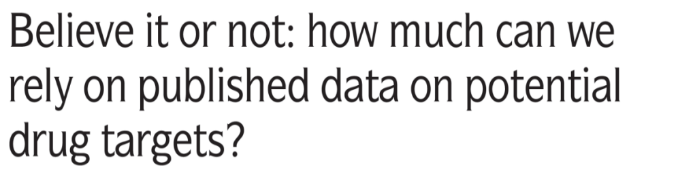 Believe it or not: how much can we
rely on published data on potential
drug targets?